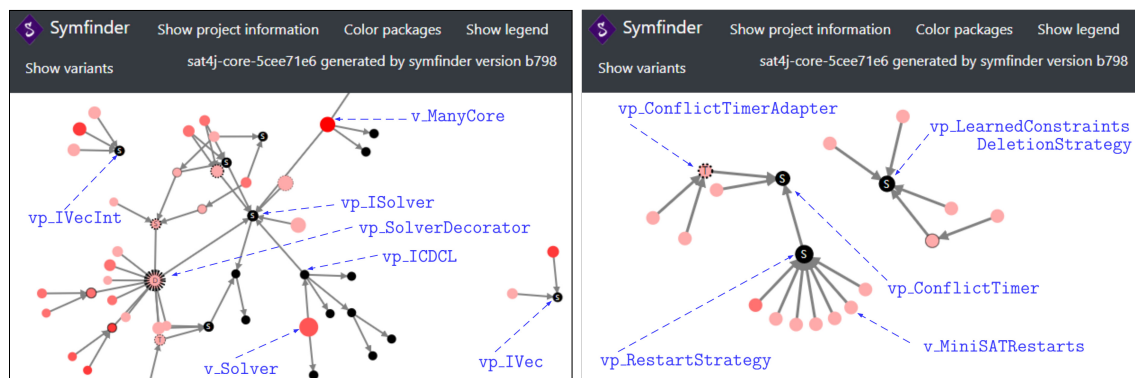 Symfinder
Show project information
Color packages
Show legend
Show variants
sat4j-core-5cee71e6 generated by symfinder version b798
v_ManyCore
vp_IVecInt
vp_ISolver
vp_SolverDecorator
vp_ICDCL
vp_IVec
v_Solver
S
S
S
S
S
D
T
S
S
S
Symfinder
Show project information
Color packages
Show legend
Show variants
sat4j-core-5cee71e6 generated by symfinder version b798
vp_ConflictTimerAdapter
vp_LearnedConstraints
DeletionStrategy
T
S
S
S
vp_ConflictTimer
vp_RestartStrategy
v_MiniSATRestarts